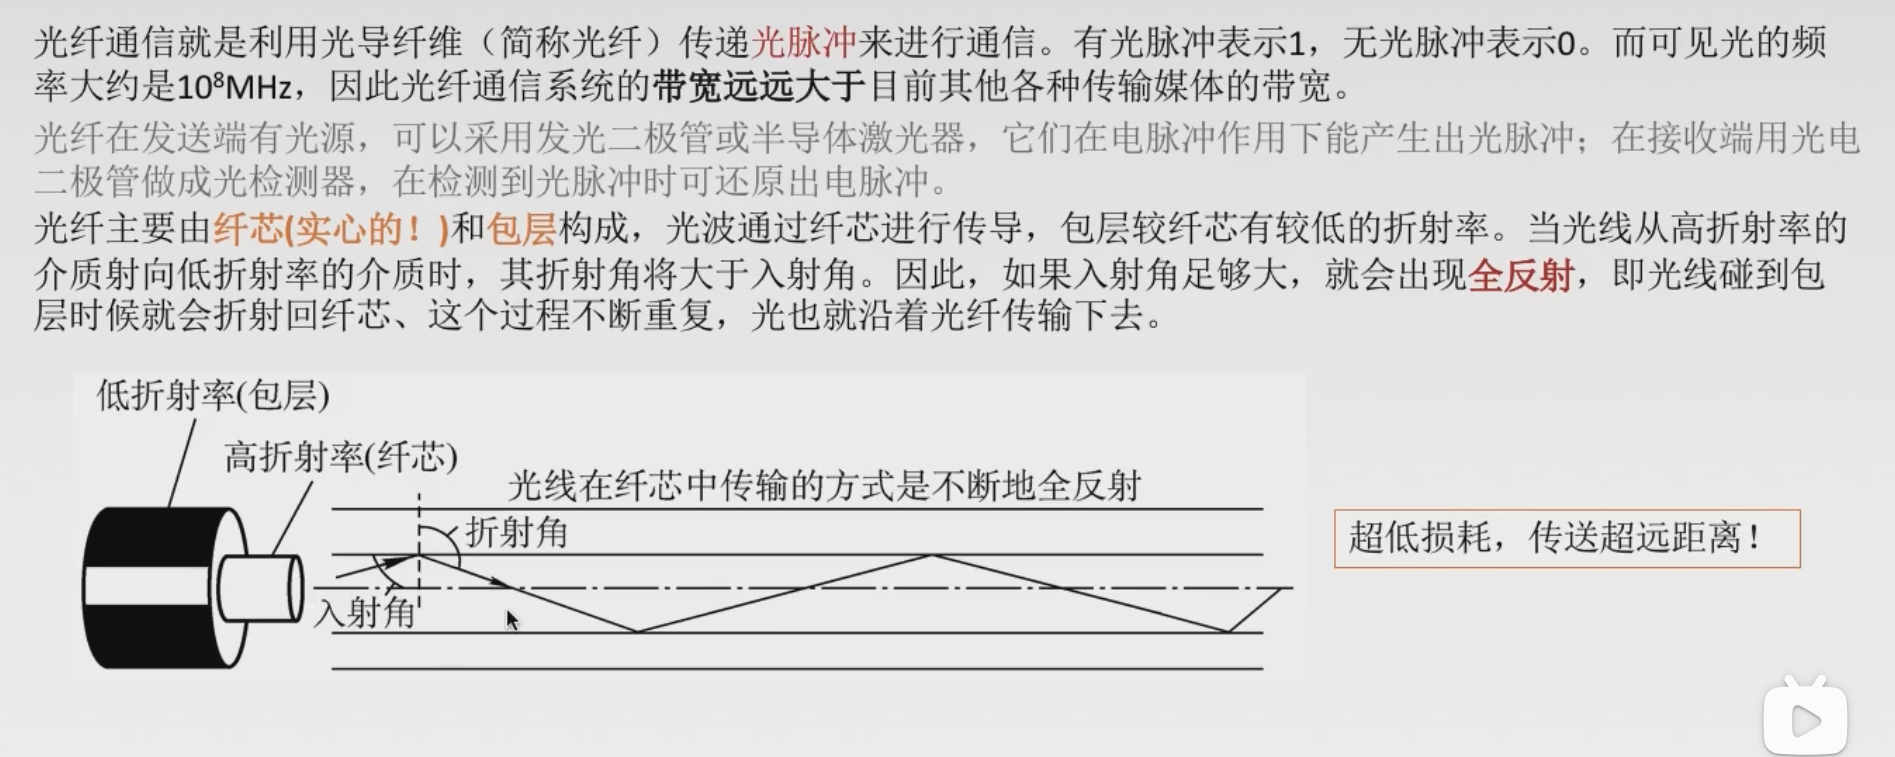 光纤通信就是利用光导纤维（简称光纤）传递光脉冲来进行通信。有光脉冲表示1，无光脉冲表示0。而可见光的频
率大约是10⁸MHz，因此光纤通信系统的带宽远远大于目前其他各种传输媒体的带宽。
光纤在发送端有光源，可以采用发光二极管或半导体激光器，它们在电脉冲作用下能产生出光脉冲；在接收端用光电
二极管做成光检测器，在检测到光脉冲时可还原出电脉冲。
光纤主要由纤芯(实心的！)和包层构成，光波通过纤芯进行传导，包层较纤芯有较低的折射率。当光线从高折射率的
介质射向低折射率的介质时，其折射角将大于入射角。因此，如果入射角足够大，就会出现全反射，即光线碰到包
层时候就会折射回纤芯、这个过程不断重复，光也就沿着光纤传输下去。
低折射率(包层)
高折射率(纤芯)
光线在纤芯中传输的方式是不断地全反射
折射角
入射角
超低损耗，传送超远距离！